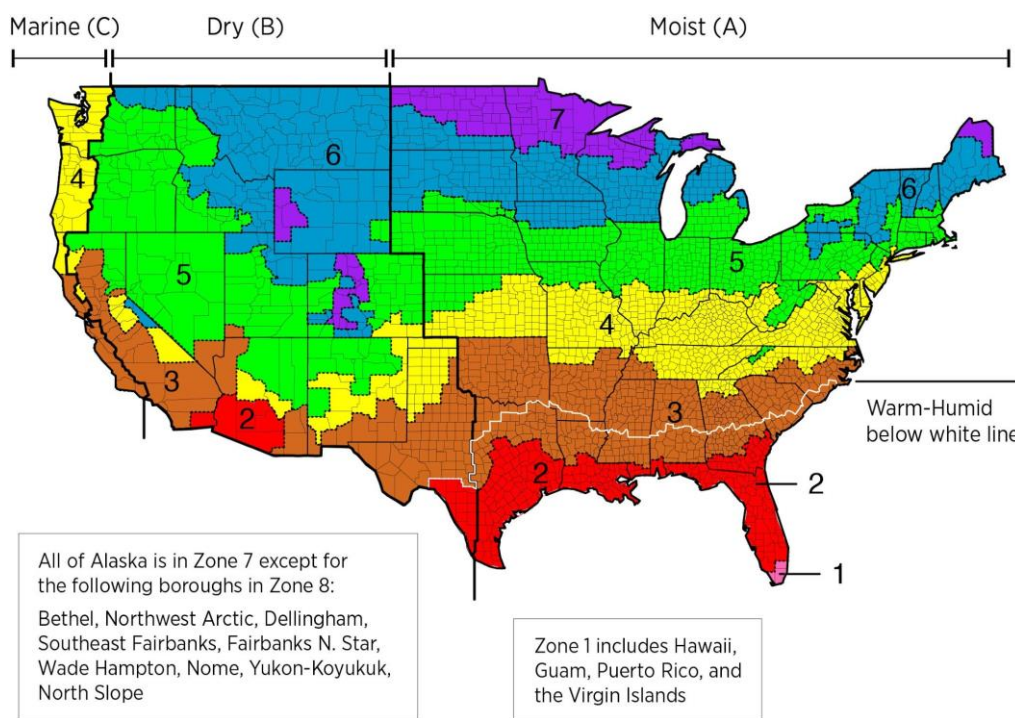 Marine (C)
Dry (B)
Moist (A)
7
6
4
6
5
5
4
3
3
Warm-Humid
below white line
2
2
2
1
All of Alaska is in Zone 7 except for
the following boroughs in Zone 8:
Bethel, Northwest Arctic, Dellingham,
Southeast Fairbanks, Fairbanks N. Star,
Wade Hampton, Nome, Yukon-Koyukuk,
North Slope
Zone 1 includes Hawaii,
Guam, Puerto Rico, and
the Virgin Islands